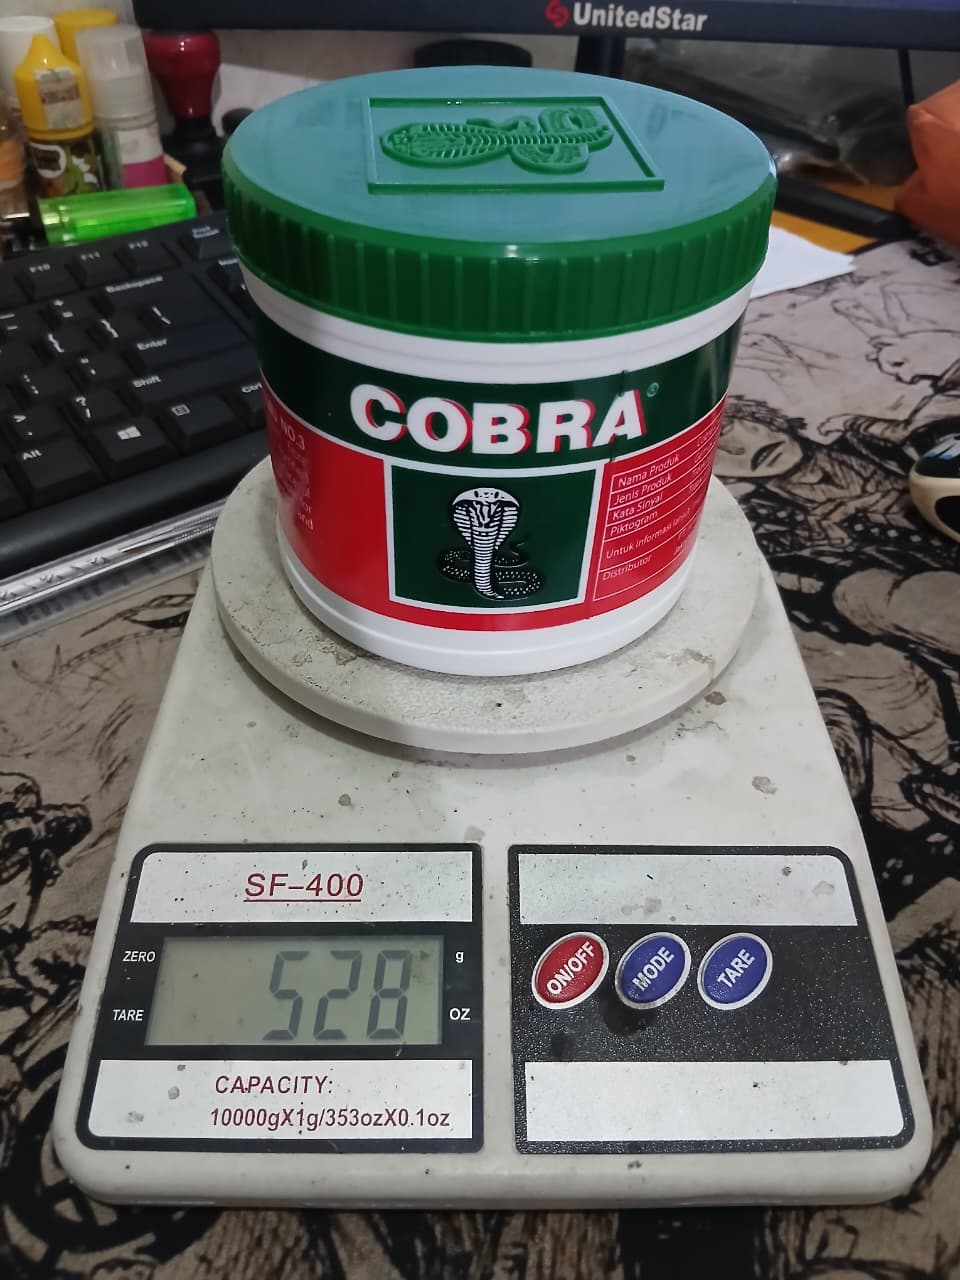 UnitedStar
F10
F11
F12
Backspace
Enter
Shift
Alt
Ctrl
COBRA®
NO.3
Nama Produk
Jenis Produk
Kata Sinyal
Piktogram
Untuk informasi lanjut
Distributor
SF-400
ZERO
TARE
528
g
OZ
CAPACITY:
10000gX1g/353ozX0.1oz
ON/OFF
MODE
TARE